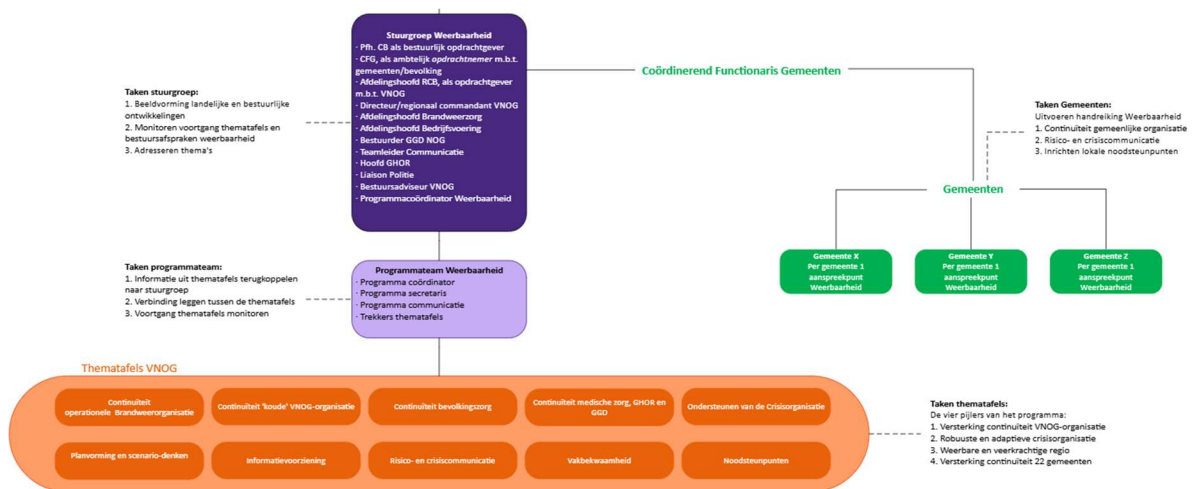 Stuurgroep Weerbaarheid
· Pfh. CB als bestuurlijk opdrachtgever
· CFG, als ambtelijk opdrachtnemer m.b.t.
gemeenten/bevolking
· Afdelingshoofd RCB, als opdrachtgever
m.b.t. VNOG
· Directeur/regionaal commandant VNOG
· Afdelingshoofd Brandweerzorg
· Afdelingshoofd Bedrijfsvoering
· Bestuurder GGD NOG
· Teamleider Communicatie
· Hoofd GHOR
· Liaison Politie
· Bestuursadviseur VNOG
· Programmacoördinator Weerbaarheid
Taken stuurgroep:
1. Beeldvorming landelijke en bestuurlijke
ontwikkelingen
2. Monitoren voortgang thematafels en
bestuursafspraken weerbaarheid
3. Adresseren thema's
Coördinerend Functionaris Gemeenten
Taken Gemeenten:
Uitvoeren handreiking Weerbaarheid
1. Continuïteit gemeenlijke organisatie
2. Risico- en crisiscommunicatie
3. Inrichten lokale noodsteunpunten
Gemeenten
Gemeente X
Per gemeente 1
aanspreekpunt
Weerbaarheid
Gemeente Y
Per gemeente 1
aanspreekpunt
Weerbaarheid
Gemeente Z
Per gemeente 1
aanspreekpunt
Weerbaarheid
Taken programmateam:
1. Informatie uit thematafels terugkoppelen
naar stuurgroep
2. Verbinding leggen tussen de thematafels
3. Voortgang thematafels monitoren
Programmateam Weerbaarheid
· Programma coördinator
· Programma secretaris
· Programma communicatie
· Trekkers thematafels
Thematafels VNOG
Continuïteit
operationele Brandweerorganisatie
Continuïteit 'koude' VNOG-organisatie
Continuïteit bevolkingszorg
Continuïteit medische zorg, GHOR en
GGD
Ondersteunen van de Crisisorganisatie
Planvorming en scenario-denken
Informatievoorziening
Risico- en crisiscommunicatie
Vakbekwaamheid
Noodsteunpunten
Taken thematafels:
De vier pijlers van het programma:
1. Versterking continuïteit VNOG-organisatie
2. Robuuste en adaptieve crisisorganisatie
3. Weerbare en veerkrachtige regio
4. Versterking continuïteit 22 gemeenten